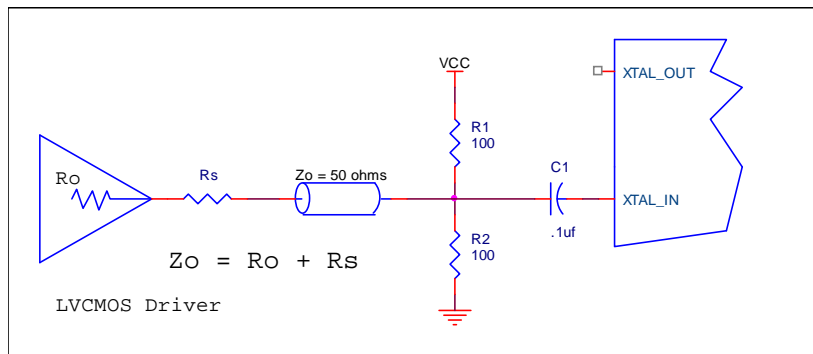 VCC
XTAL_OUT
R1
100
C1
Ro
Rs
Zo = 50 ohms
XTAL_IN
.1uf
R2
100
Zo = Ro + Rs
LVCMOS Driver